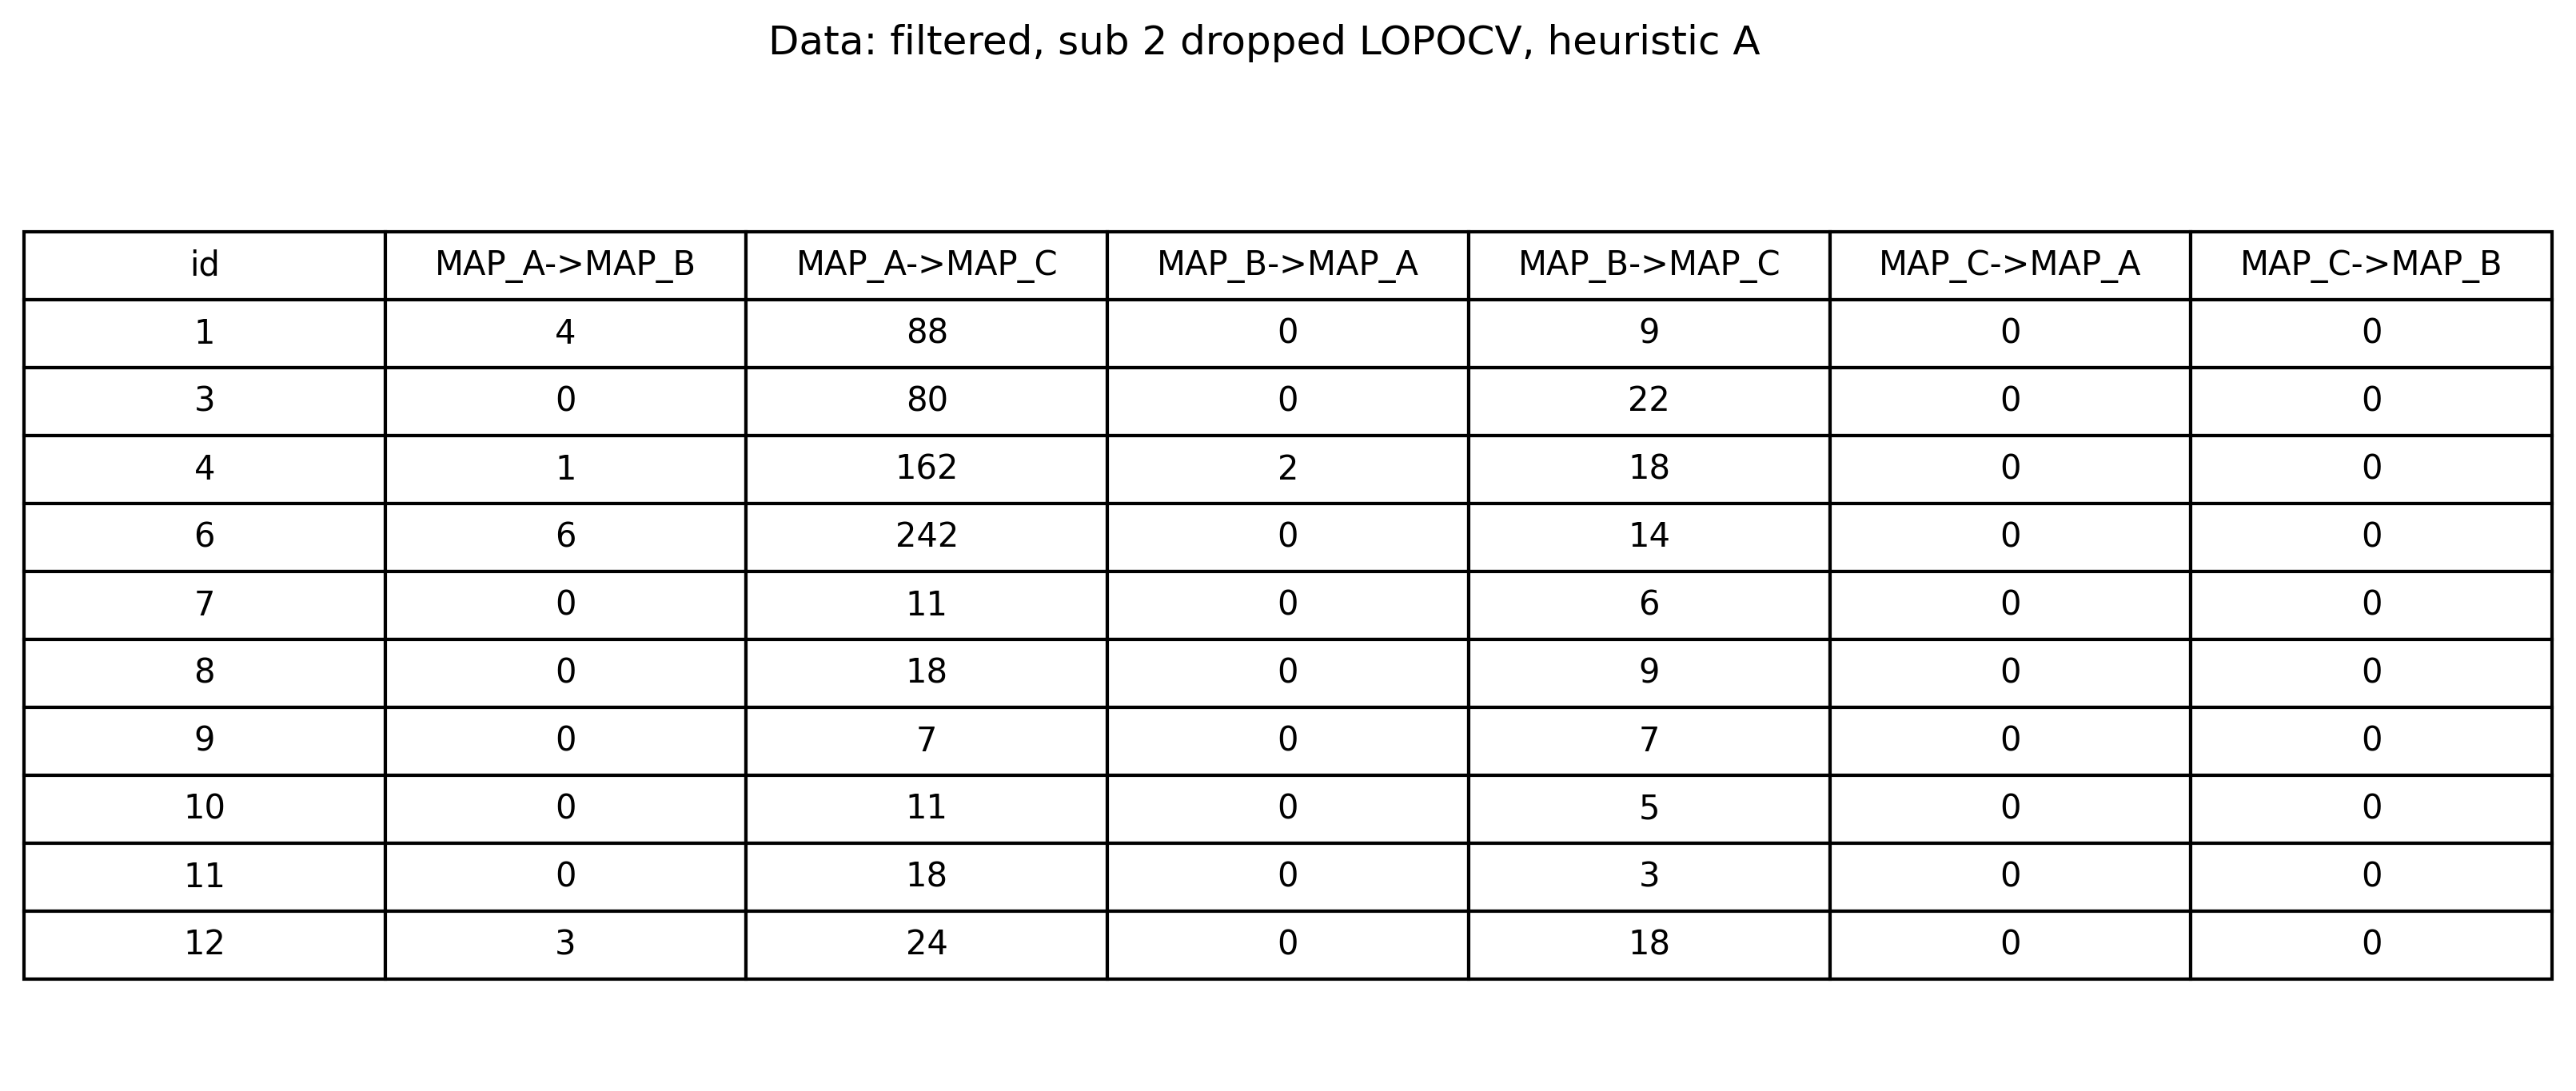 Data: filtered, sub 2 dropped LOPOCV, heuristic A
id MAP_A->MAP_B MAP_A->MAP_C MAP_B->MAP_A MAP_B->MAP_C MAP_C->MAP_A MAP_C->MAP_B
1 4 88 0 9 0 0
3 0 80 0 22 0 0
4 1 162 2 18 0 0
6 6 242 0 14 0 0
7 0 11 0 6 0 0
8 0 18 0 9 0 0
9 0 7 0 7 0 0
10 0 11 0 5 0 0
11 0 18 0 3 0 0
12 3 24 0 18 0 0